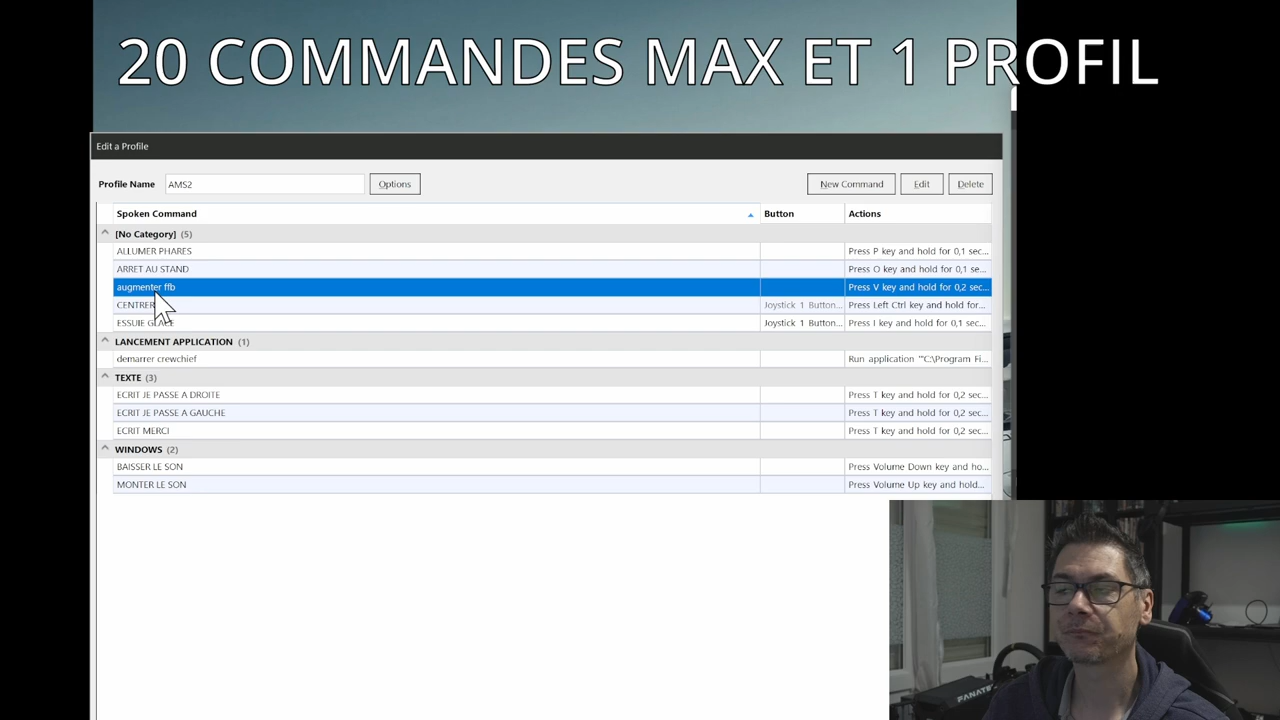 20 COMMANDES MAX ET 1 PROFIL
Edit a Profile
Profile Name AMS2 Options New Command Edit Delete
Spoken Command Button Actions
[No Category] (5)
ALLUMER PHARES Press P key and hold for 0,1 sec...
ARRET AU STAND Press O key and hold for 0,1 se...
augmenter ffb Press V key and hold for 0,2 sec...
CENTRER Joystick 1 Button... Press Left Ctrl key and hold for...
ESSUIE GLACE Joystick 1 Button... Press I key and hold for 0,1 sec...
LANCEMENT APPLICATION (1)
demarrer crewchief Run application "'C:\Program Fi...
TEXTE (3)
ECRIT JE PASSE A DROITE Press T key and hold for 0,2 sec...
ECRIT JE PASSE A GAUCHE Press T key and hold for 0,2 sec...
ECRIT MERCI Press T key and hold for 0,2 sec...
WINDOWS (2)
BAISSER LE SON Press Volume Down key and ho...
MONTER LE SON Press Volume Up key and hold...